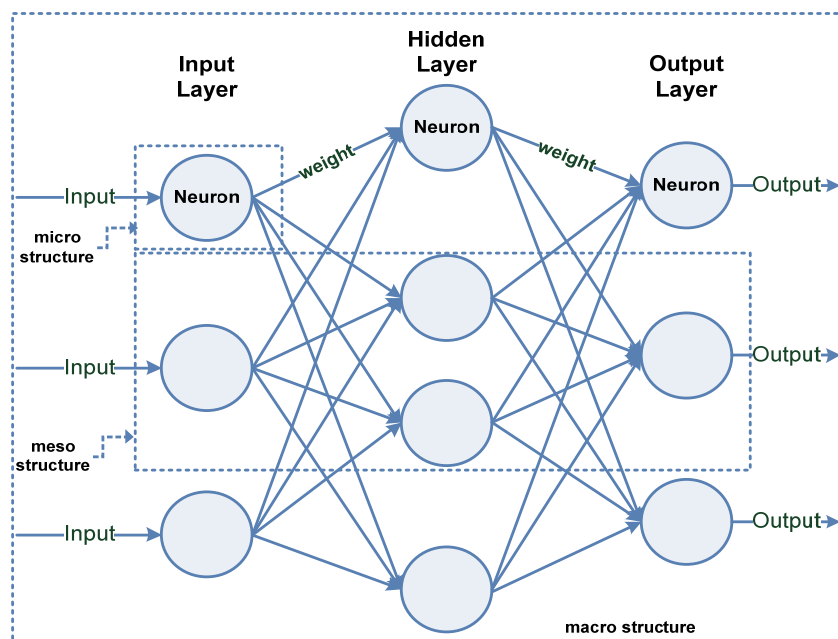 Input
Layer
Hidden
Layer
Output
Layer
Neuron
weight
weight
Input
Neuron
Neuron
Output
micro
structure
Input
Output
meso
structure
Input
Output
macro structure